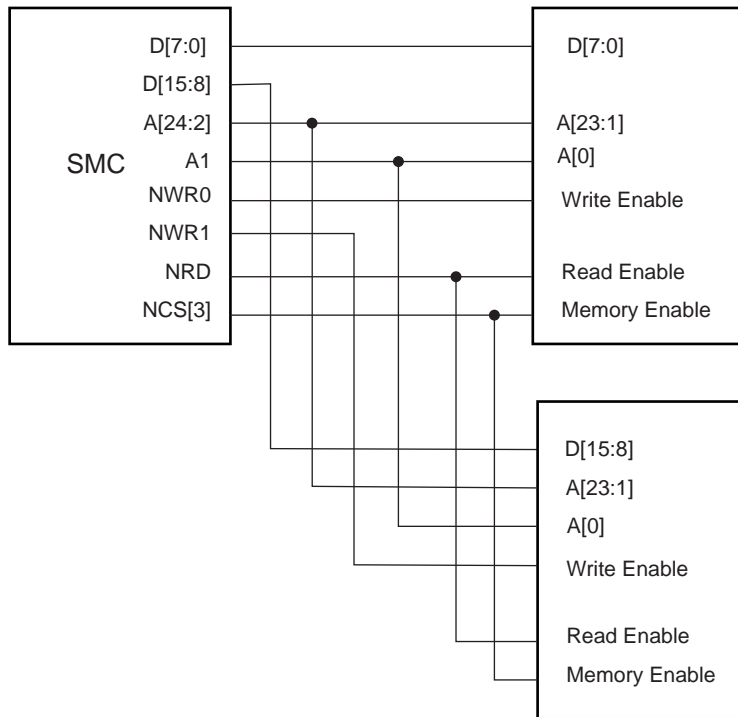 D[7:0]
D[15:8]
A[24:2]
SMC
A1
NWR0
NWR1
NRD
NCS[3]
D[7:0]
A[23:1]
A[0]
Write Enable
Read Enable
Memory Enable
D[15:8]
A[23:1]
A[0]
Write Enable
Read Enable
Memory Enable